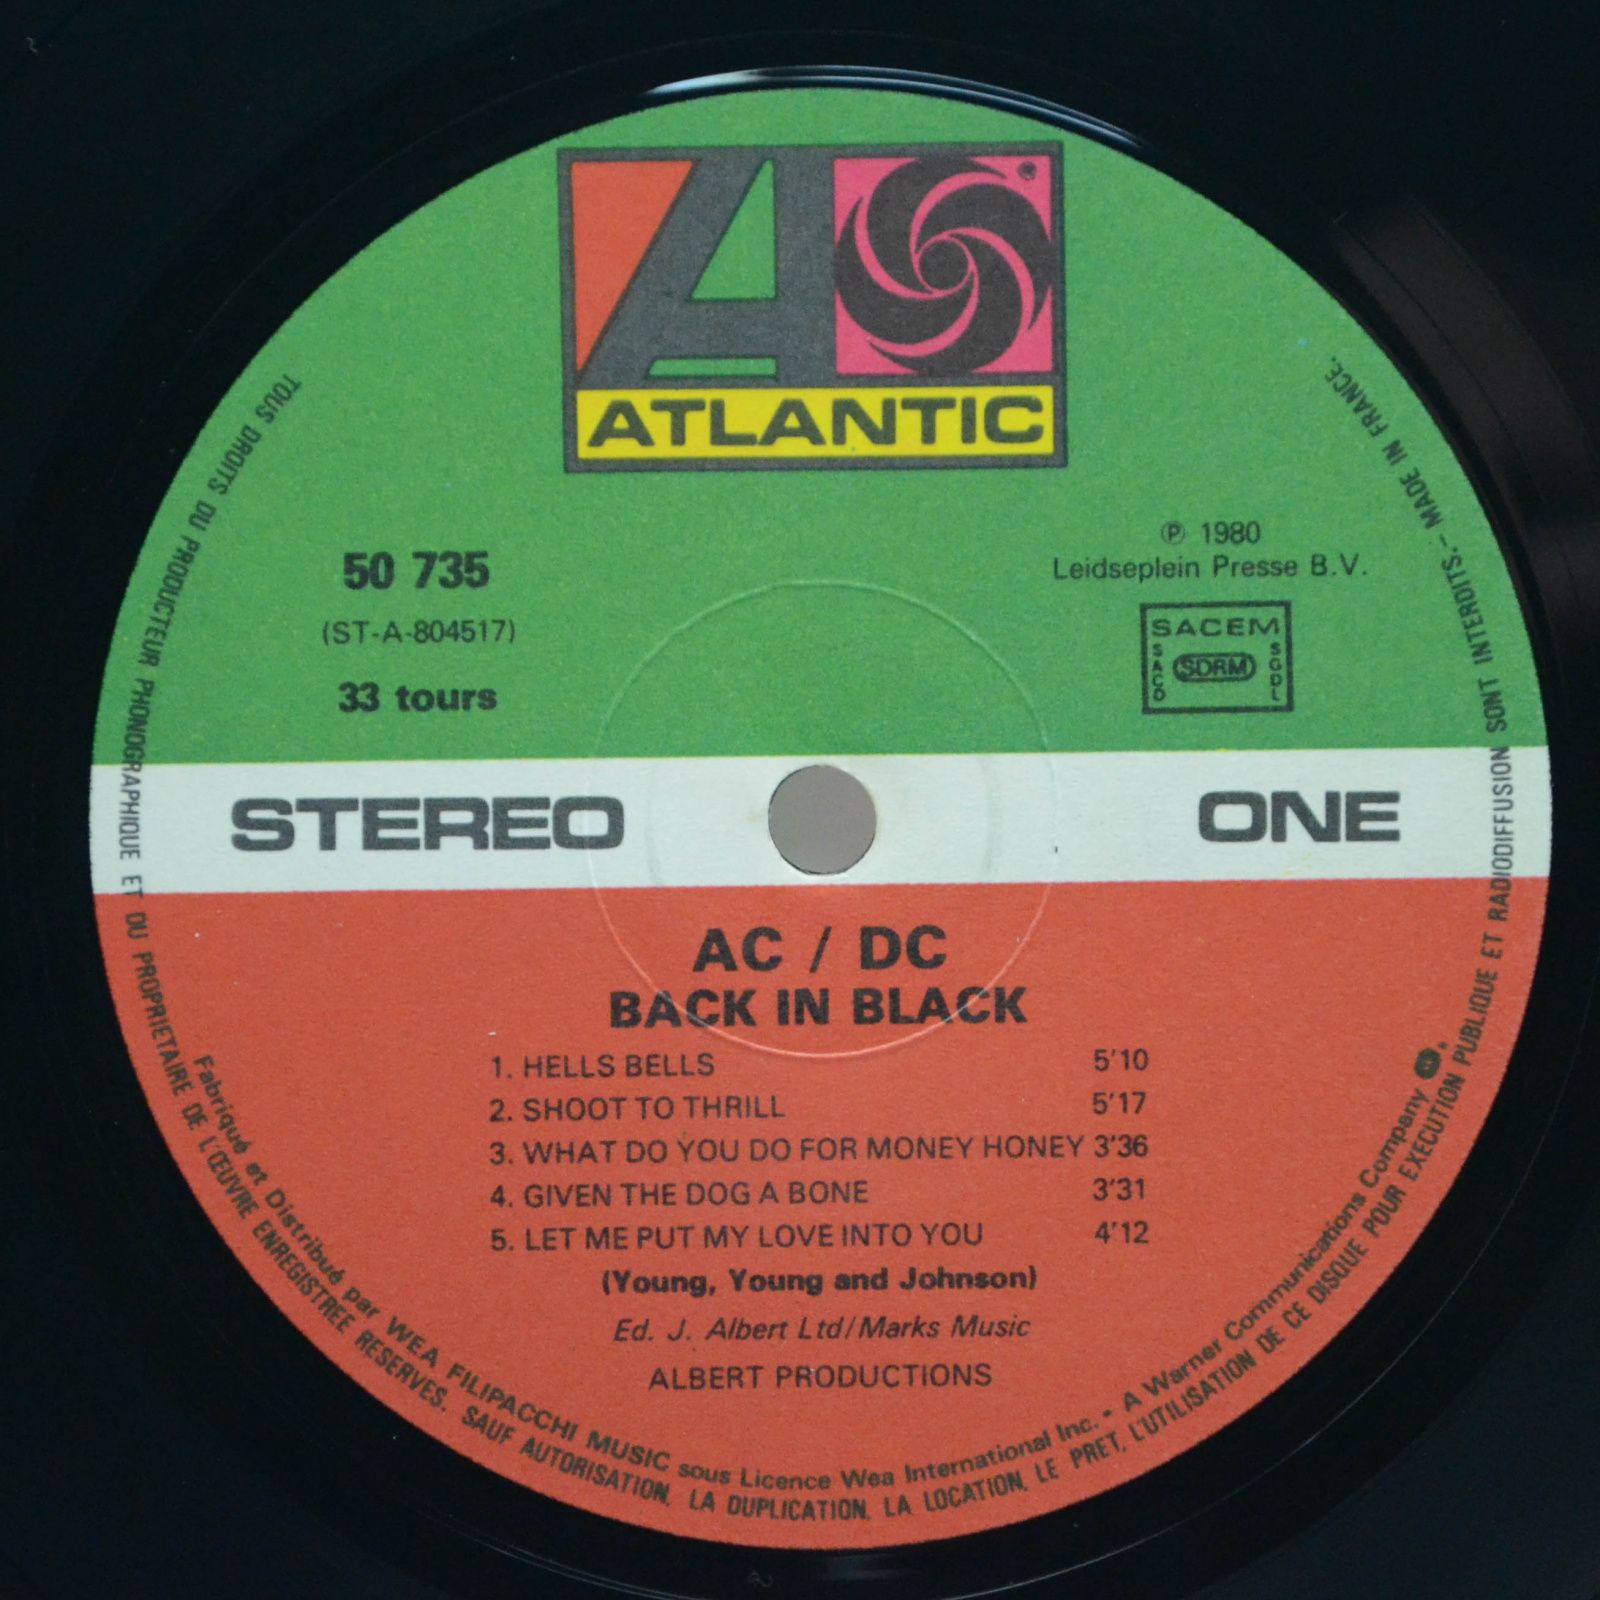 ATLANTIC
®
50 735
(ST-A-804517)
33 tours
℗ 1980
Leidseplein Presse B.V.
SACEM
SACD
SDRM
SGDL
STEREO
ONE
AC / DC
BACK IN BLACK
1. HELLS BELLS 5'10
2. SHOOT TO THRILL 5'17
3. WHAT DO YOU DO FOR MONEY HONEY 3'36
4. GIVEN THE DOG A BONE 3'31
5. LET ME PUT MY LOVE INTO YOU 4'12
(Young, Young and Johnson)
Ed. J. Albert Ltd/Marks Music
ALBERT PRODUCTIONS
Fabriqué et Distribué par WEA FILIPACCHI MUSIC sous Licence Wea International Inc. - A Warner Communications Company
TOUS DROITS DU PRODUCTEUR PHONOGRAPHIQUE ET DU PROPRIETAIRE DE L'ŒUVRE ENREGISTREE RESERVES. SAUF AUTORISATION, LA DUPLICATION, LA LOCATION, LE PRET, L'UTILISATION DE CE DISQUE POUR EXECUTION PUBLIQUE ET RADIODIFFUSION SONT INTERDITS. - MADE IN FRANCE.